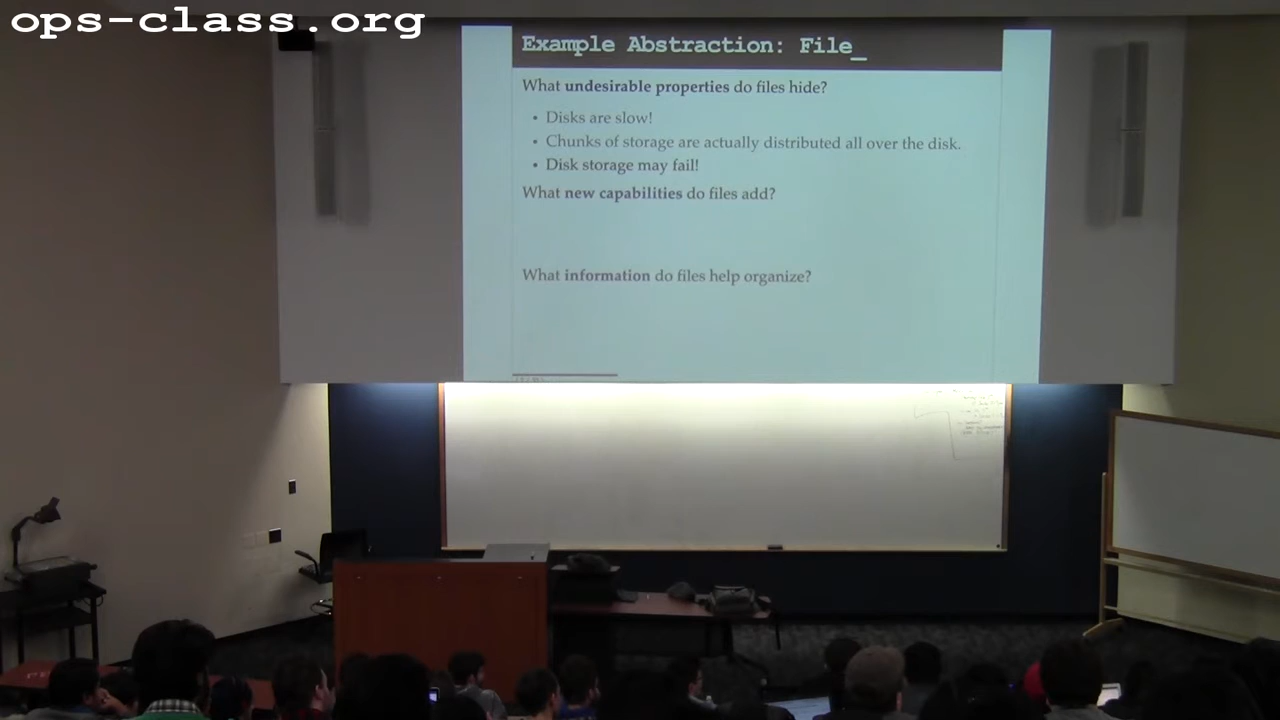 ops-class.org
Example Abstraction: File_
What undesirable properties do files hide?
• Disks are slow!
• Chunks of storage are actually distributed all over the disk.
• Disk storage may fail!
What new capabilities do files add?
What information do files help organize?